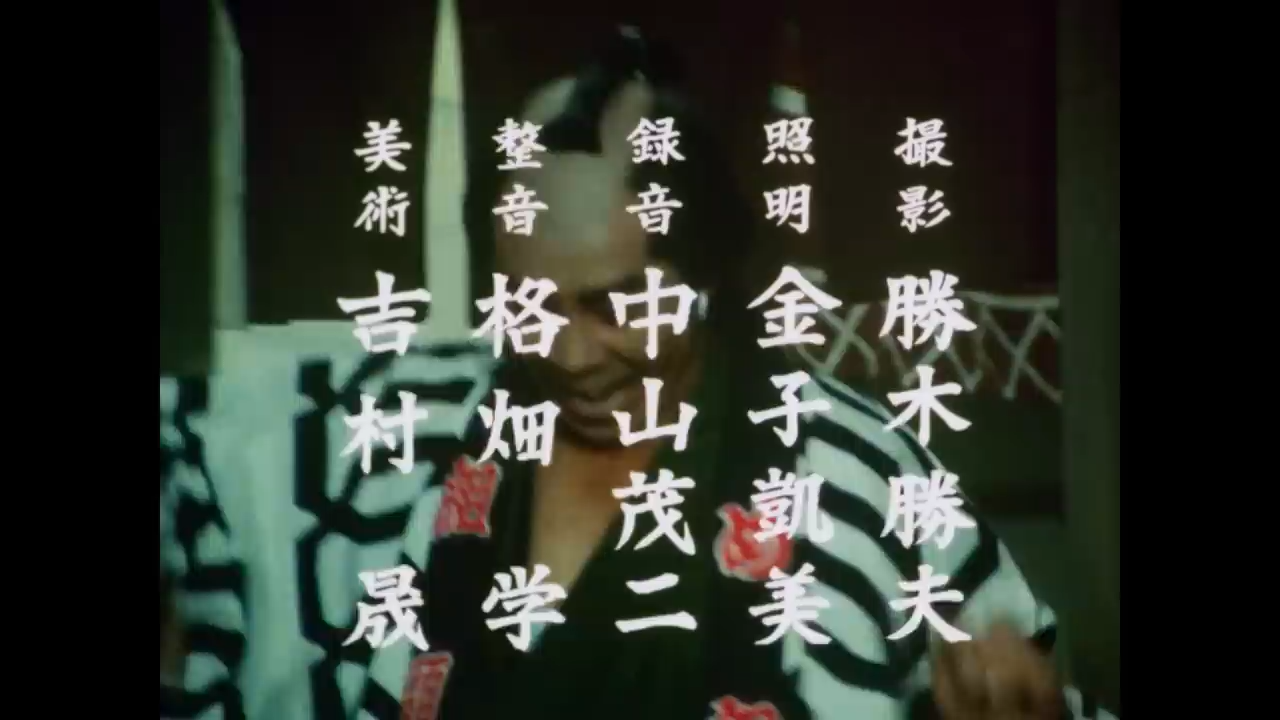 撮影 勝木勝夫
照明 金子凱美
録音 中山茂二
整音 格畑学
美術 吉村晟